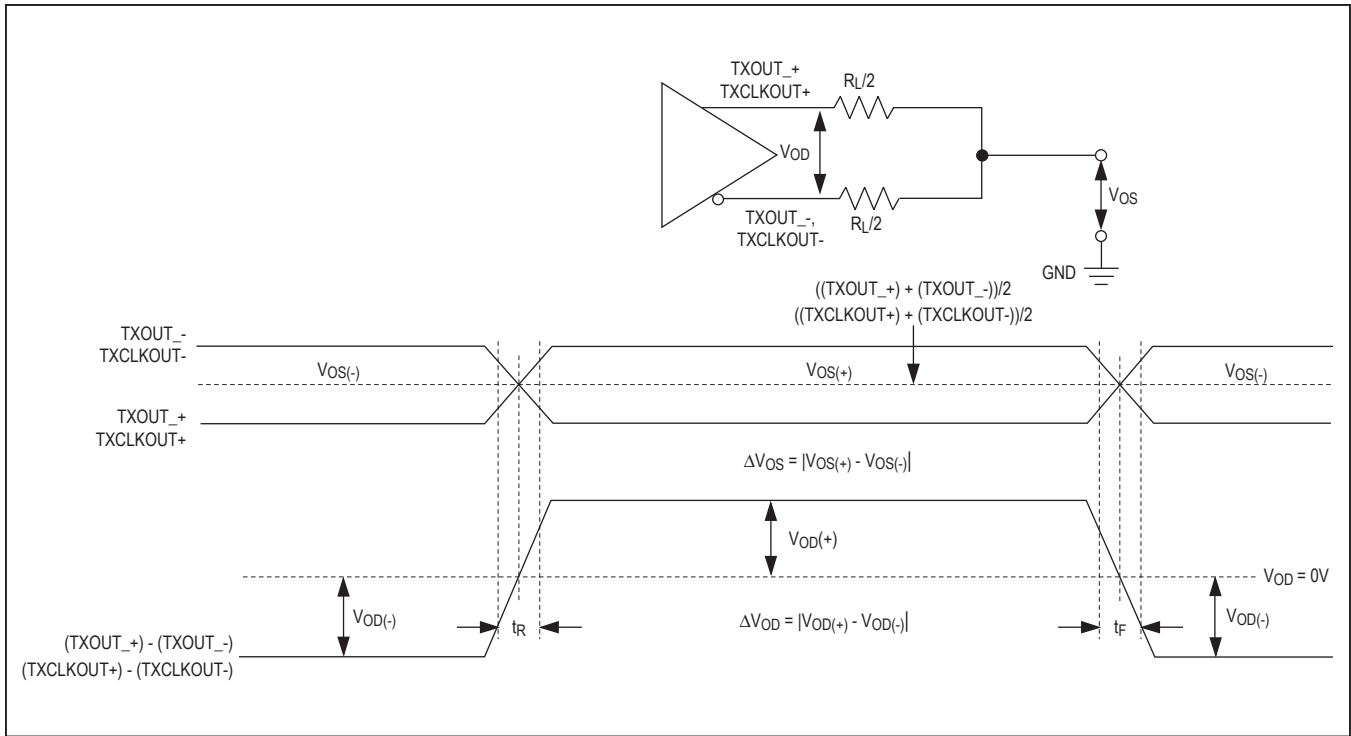 TXOUT_+
TXCLKOUT+
RL/2
VOD
VOS
TXOUT_-,
TXCLKOUT-
RL/2
GND
((TXOUT_+) + (TXOUT_-))/2
((TXCLKOUT+) + (TXCLKOUT-))/2
TXOUT_-
TXCLKOUT-
VOS(-)
VOS(+)
VOS(-)
TXOUT_+
TXCLKOUT+
ΔVOS = |VOS(+) - VOS(-)|
VOD(+)
VOD = 0V
VOD(-)
tR
ΔVOD = |VOD(+) - VOD(-)|
tF
VOD(-)
(TXOUT_+) - (TXOUT_-)
(TXCLKOUT+) - (TXCLKOUT-)